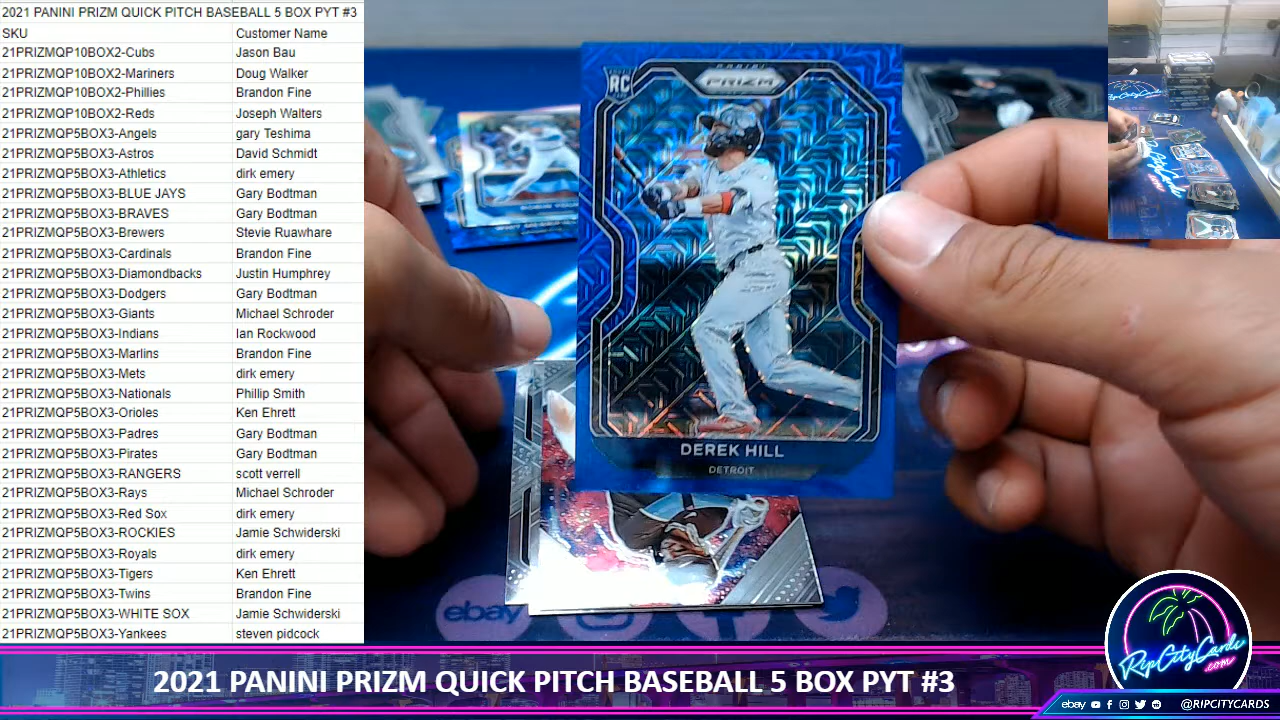 2021 PANINI PRIZM QUICK PITCH BASEBALL 5 BOX PYT #3
SKU Customer Name
21PRIZMQP10BOX2-Cubs Jason Bau
21PRIZMQP10BOX2-Mariners Doug Walker
21PRIZMQP10BOX2-Phillies Brandon Fine
21PRIZMQP10BOX2-Reds Joseph Walters
21PRIZMQP5BOX3-Angels gary Teshima
21PRIZMQP5BOX3-Astros David Schmidt
21PRIZMQP5BOX3-Athletics dirk emery
21PRIZMQP5BOX3-BLUE JAYS Gary Bodtman
21PRIZMQP5BOX3-BRAVES Gary Bodtman
21PRIZMQP5BOX3-Brewers Stevie Ruawhare
21PRIZMQP5BOX3-Cardinals Brandon Fine
21PRIZMQP5BOX3-Diamondbacks Justin Humphrey
21PRIZMQP5BOX3-Dodgers Gary Bodtman
21PRIZMQP5BOX3-Giants Michael Schroder
21PRIZMQP5BOX3-Indians Ian Rockwood
21PRIZMQP5BOX3-Marlins Brandon Fine
21PRIZMQP5BOX3-Mets dirk emery
21PRIZMQP5BOX3-Nationals Phillip Smith
21PRIZMQP5BOX3-Orioles Ken Ehrett
21PRIZMQP5BOX3-Padres Gary Bodtman
21PRIZMQP5BOX3-Pirates Gary Bodtman
21PRIZMQP5BOX3-RANGERS scott verrell
21PRIZMQP5BOX3-Rays Michael Schroder
21PRIZMQP5BOX3-Red Sox dirk emery
21PRIZMQP5BOX3-ROCKIES Jamie Schwiderski
21PRIZMQP5BOX3-Royals dirk emery
21PRIZMQP5BOX3-Tigers Ken Ehrett
21PRIZMQP5BOX3-Twins Brandon Fine
21PRIZMQP5BOX3-WHITE SOX Jamie Schwiderski
21PRIZMQP5BOX3-Yankees steven pidcock
PANINI
RC PRIZM
DEREK HILL
DETROIT
ebay
RipCityCards
.com
2021 PANINI PRIZM QUICK PITCH BASEBALL 5 BOX PYT #3
ebay @RIPCITYCARDS